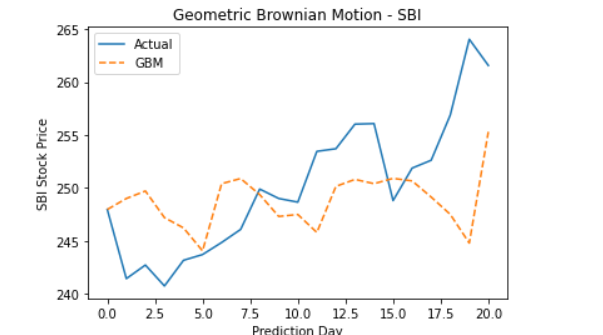 Geometric Brownian Motion - SBI
Actual
GBM
SBI Stock Price
265
260
255
250
245
240
0.0 2.5 5.0 7.5 10.0 12.5 15.0 17.5 20.0
Prediction Day